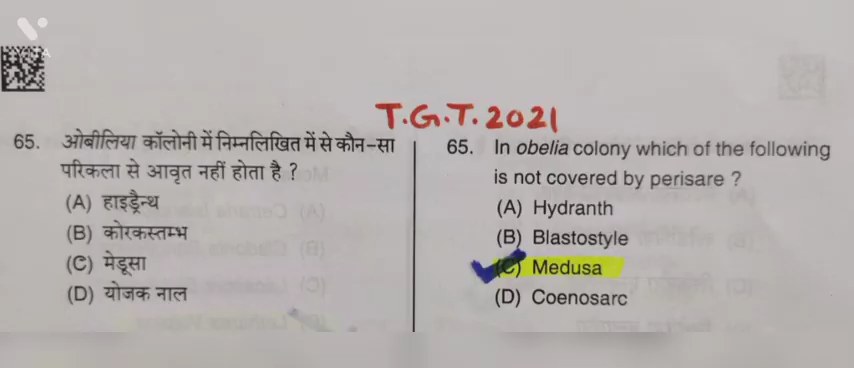 T.G.T. 2021
65. ओबीलिया कॉलोनी में निम्नलिखित में से कौन-सा
परिकला से आवृत नहीं होता है ?
(A) हाइड्रैन्थ
(B) कोरकस्तम्भ
(C) मेडूसा
(D) योजक नाल
65. In obelia colony which of the following
is not covered by perisare ?
(A) Hydranth
(B) Blastostyle
(C) Medusa
(D) Coenosarc